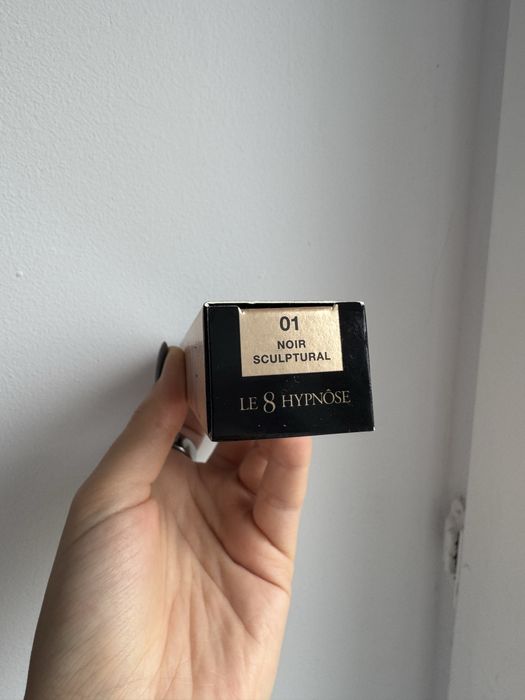 01
NOIR
SCULPTURAL
LE 8 HYPNÔSE